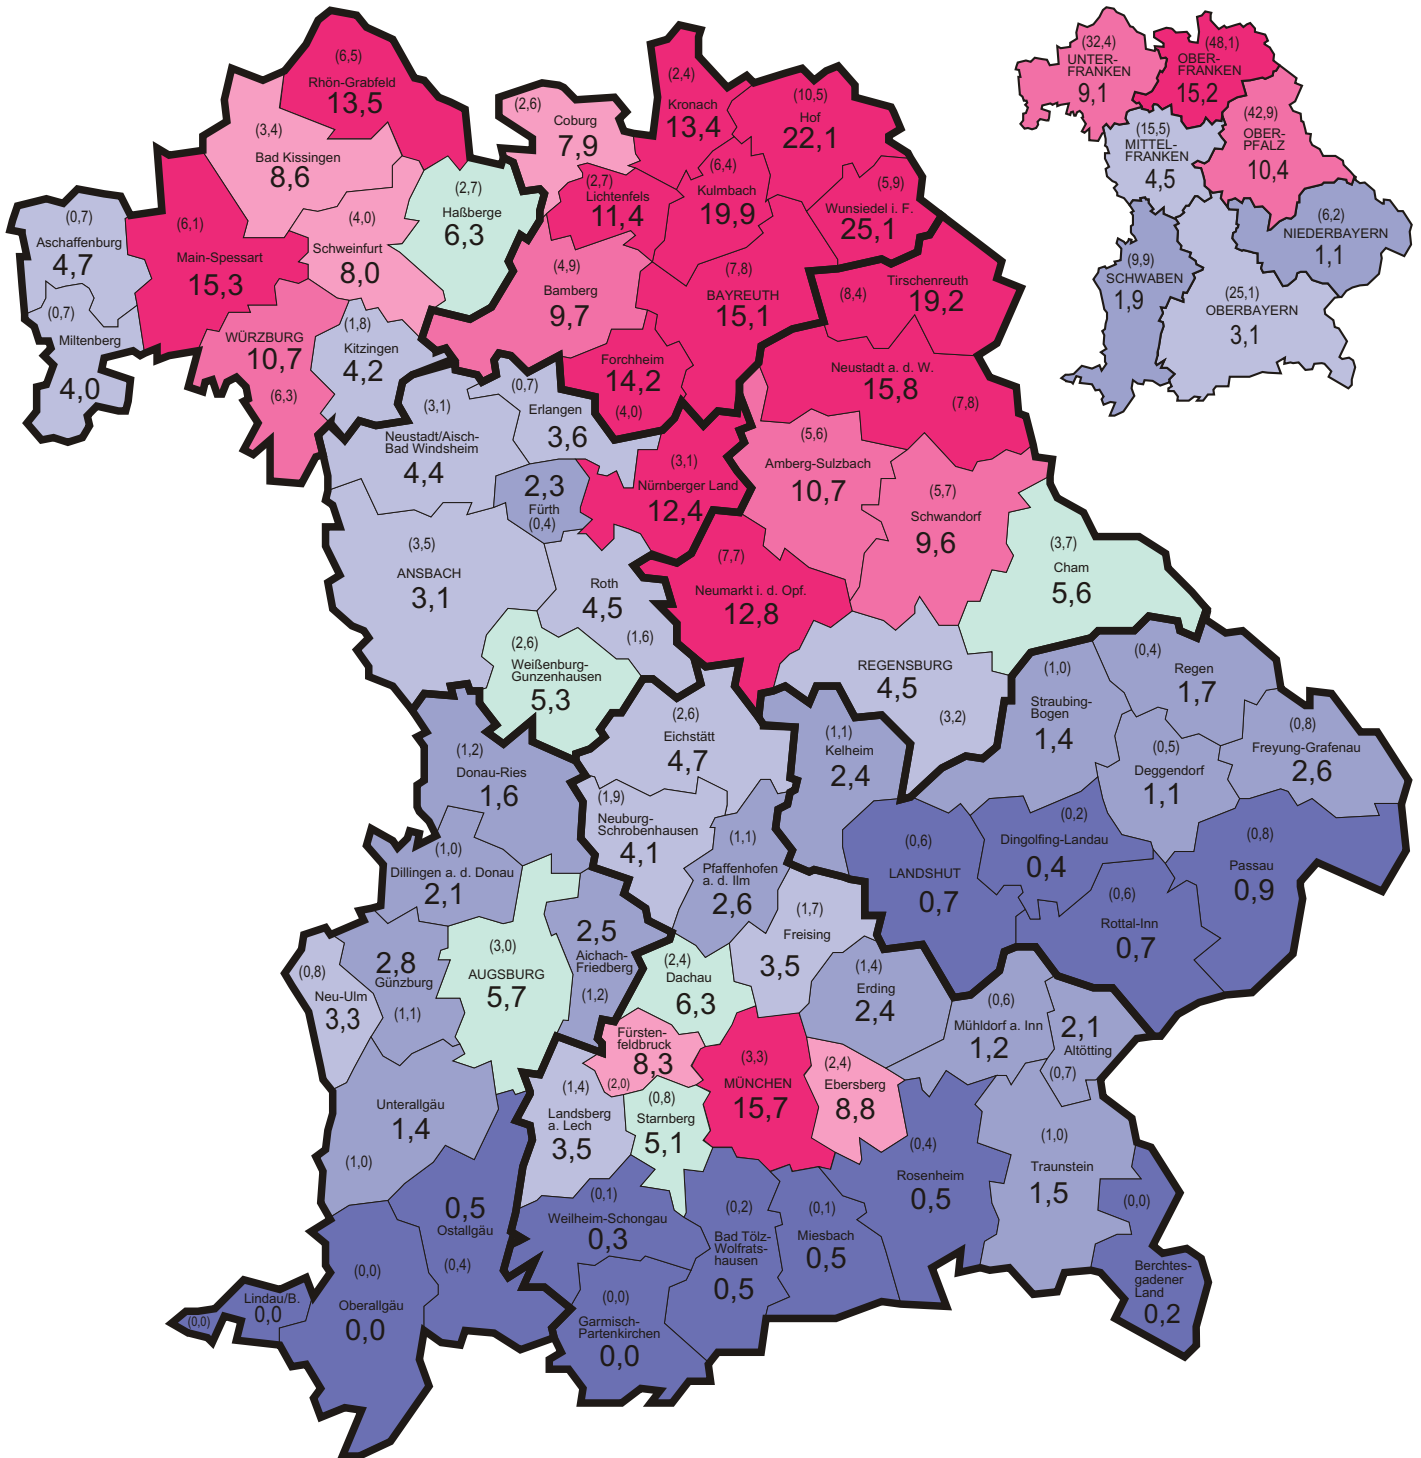 (6,5)
Rhön-Grabfeld
13,5
(3,4)
Bad Kissingen
8,6
(2,7)
Haßberge
6,3
(4,0)
Schweinfurt
8,0
(6,1)
Main-Spessart
15,3
(0,7)
Aschaffenburg
4,7
(0,7)
Miltenberg
4,0
WÜRZBURG
10,7
(6,3)
(1,8)
Kitzingen
4,2
(2,6)
Coburg
7,9
(2,4)
Kronach
13,4
(10,5)
Hof
22,1
(2,7)
Lichtenfels
11,4
(6,4)
Kulmbach
19,9
(5,9)
Wunsiedel i. F.
25,1
(4,9)
Bamberg
9,7
(7,8)
BAYREUTH
15,1
Forchheim
14,2
(4,0)
Tirschenreuth
(8,4)
19,2
Neustadt a. d. W.
15,8
(7,8)
(5,6)
Amberg-Sulzbach
10,7
(5,7)
Schwandorf
9,6
(3,7)
Cham
5,6
(7,7)
Neumarkt i. d. Opf.
12,8
REGENSBURG
4,5
(3,2)
(3,1)
Neustadt/Aisch-
Bad Windsheim
4,4
(0,7)
Erlangen
3,6
2,3
Fürth
(0,4)
(3,1)
Nürnberger Land
12,4
(3,5)
ANSBACH
3,1
Roth
4,5
(1,6)
(2,6)
Weißenburg-
Gunzenhausen
5,3
(1,0)
Straubing-
Bogen
1,4
(0,4)
Regen
1,7
(0,8)
Freyung-Grafenau
2,6
(0,5)
Deggendorf
1,1
(1,1)
Kelheim
2,4
(0,6)
LANDSHUT
0,7
(0,2)
Dingolfing-Landau
0,4
(0,8)
Passau
0,9
(0,6)
Rottal-Inn
0,7
(1,2)
Donau-Ries
1,6
(1,0)
Dillingen a. d. Donau
2,1
(3,0)
AUGSBURG
5,7
2,5
Aichach-
Friedberg
(1,2)
2,8
Günzburg
(1,1)
(0,8)
Neu-Ulm
3,3
Unterallgäu
1,4
(1,0)
0,5
Ostallgäu
(0,4)
(0,0)
Oberallgäu
0,0
Lindau/B.
0,0
(0,0)
(2,6)
Eichstätt
4,7
(1,9)
Neuburg-
Schrobenhausen
4,1
(1,1)
Pfaffenhofen
a. d. Ilm
2,6
(1,7)
Freising
3,5
(2,4)
Dachau
6,3
(1,4)
Erding
2,4
(0,6)
Mühldorf a. Inn
1,2
2,1
Altötting
(0,7)
Fürsten-
feldbruck
8,3
(2,0)
(3,3)
MÜNCHEN
15,7
(2,4)
Ebersberg
8,8
(1,4)
Landsberg
a. Lech
3,5
(0,8)
Starnberg
5,1
(0,4)
Rosenheim
0,5
(1,0)
Traunstein
1,5
(0,0)
Berchtes-
gadener
Land
0,2
(0,1)
Weilheim-Schongau
0,3
(0,2)
Bad Tölz-
Wolfrats-
hausen
0,5
(0,1)
Miesbach
0,5
(0,0)
Garmisch-
Partenkirchen
0,0
(32,4)
UNTER-
FRANKEN
9,1
(48,1)
OBER-
FRANKEN
15,2
(42,9)
OBER-
PFALZ
10,4
(15,5)
MITTEL-
FRANKEN
4,5
(6,2)
NIEDERBAYERN
1,1
(9,9)
SCHWABEN
1,9
(25,1)
OBERBAYERN
3,1